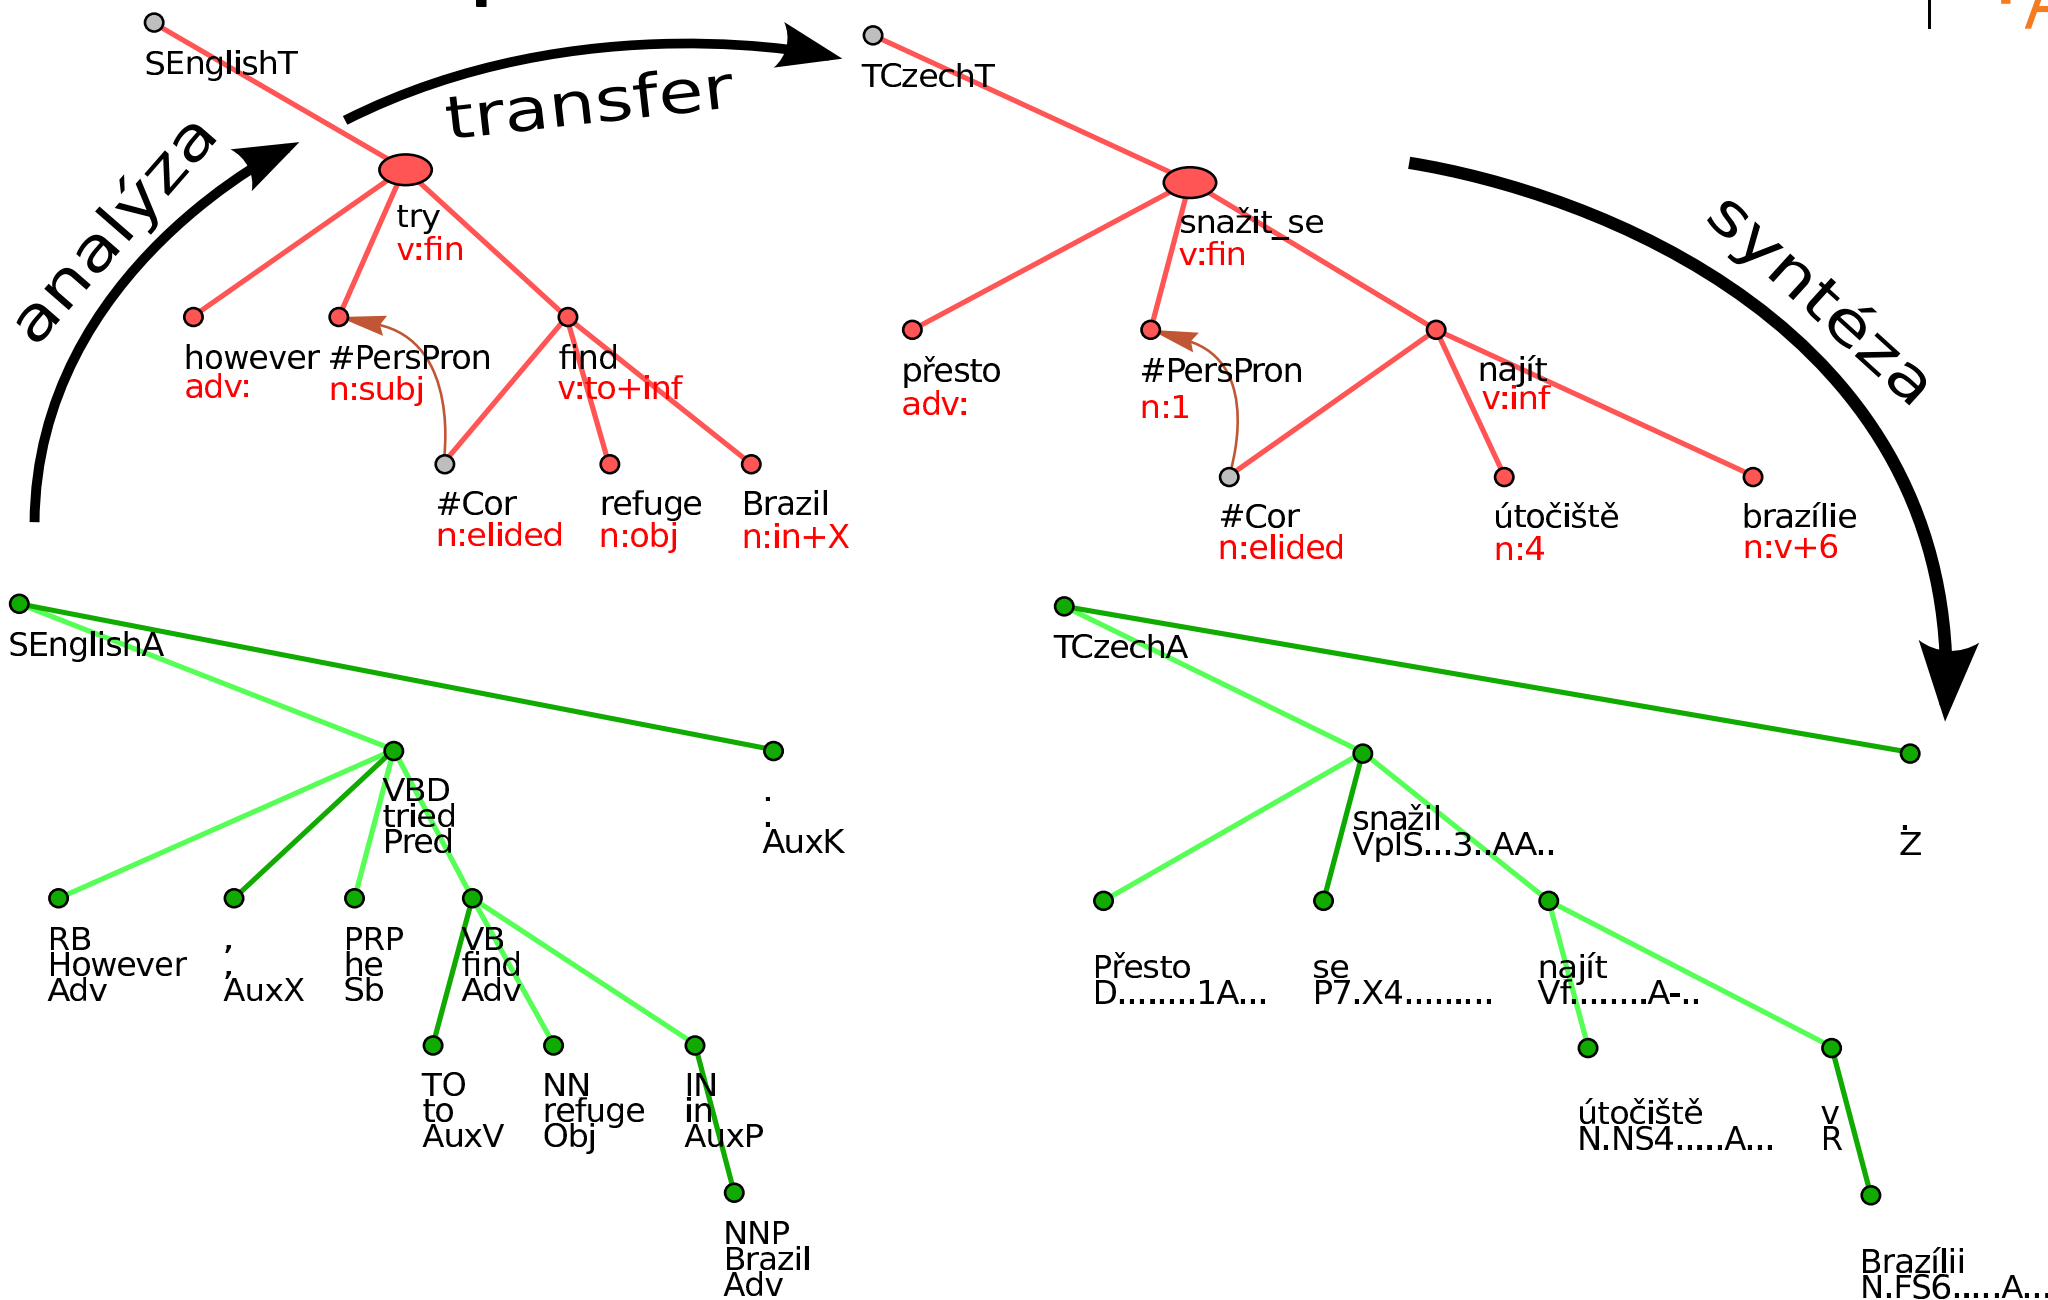 SEnglishT
transfer
analýza
try
v:fin
however
adv:
#PersPron
n:subj
find
v:to+inf
#Cor
n:elided
refuge
n:obj
Brazil
n:in+X
TCzechT
syntéza
snažit_se
v:fin
přesto
adv:
#PersPron
n:1
najít
v:inf
#Cor
n:elided
útočiště
n:4
brazílie
n:v+6
SEnglishA
VBD
tried
Pred
.
.
AuxK
RB
However
Adv
,
,
AuxX
PRP
he
Sb
VB
find
Adv
TO
to
AuxV
NN
refuge
Obj
IN
in
AuxP
NNP
Brazil
Adv
TCzechA
snažil
VpIS...3..AA..
.
Z
Přesto
D........1A...
se
P7.X4.........
najít
Vf........A-..
útočiště
N.NS4.....A...
v
R
Brazílii
N.FS6.....A...